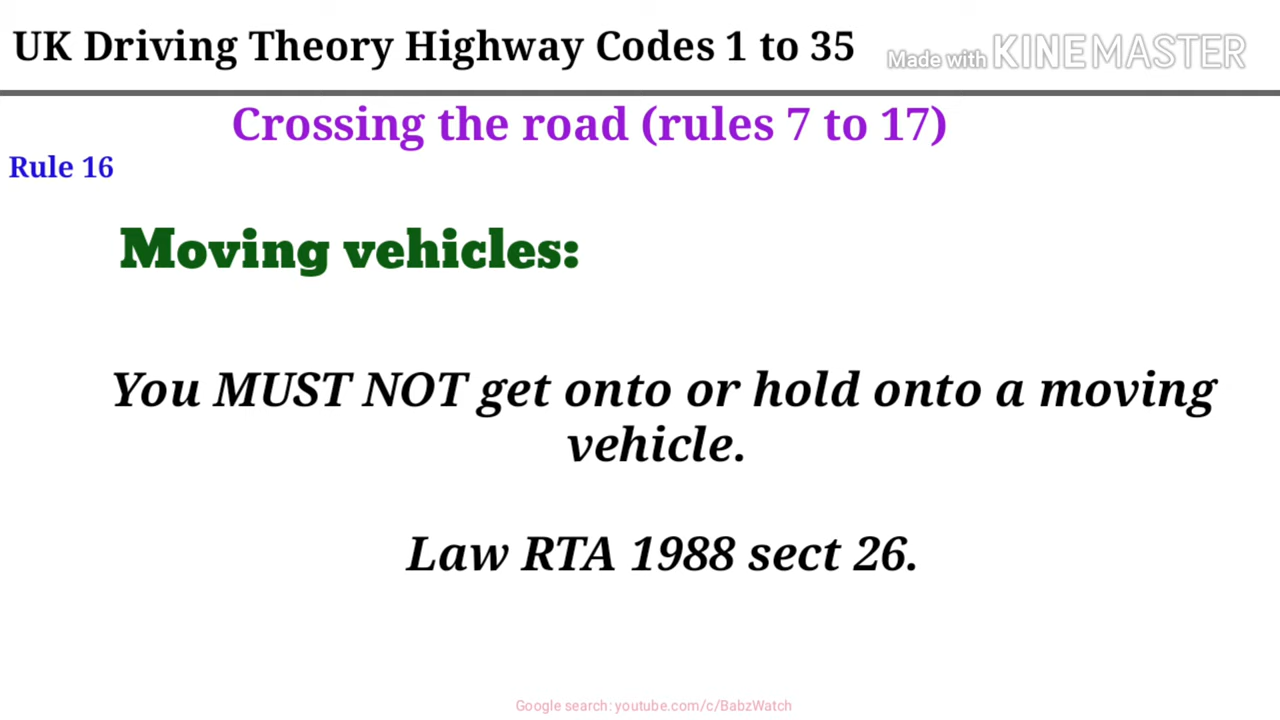 UK Driving Theory Highway Codes 1 to 35
Made with KINEMASTER
Crossing the road (rules 7 to 17)
Rule 16
Moving vehicles:
You MUST NOT get onto or hold onto a moving
vehicle.
Law RTA 1988 sect 26.
Google search: youtube.com/c/BabzWatch